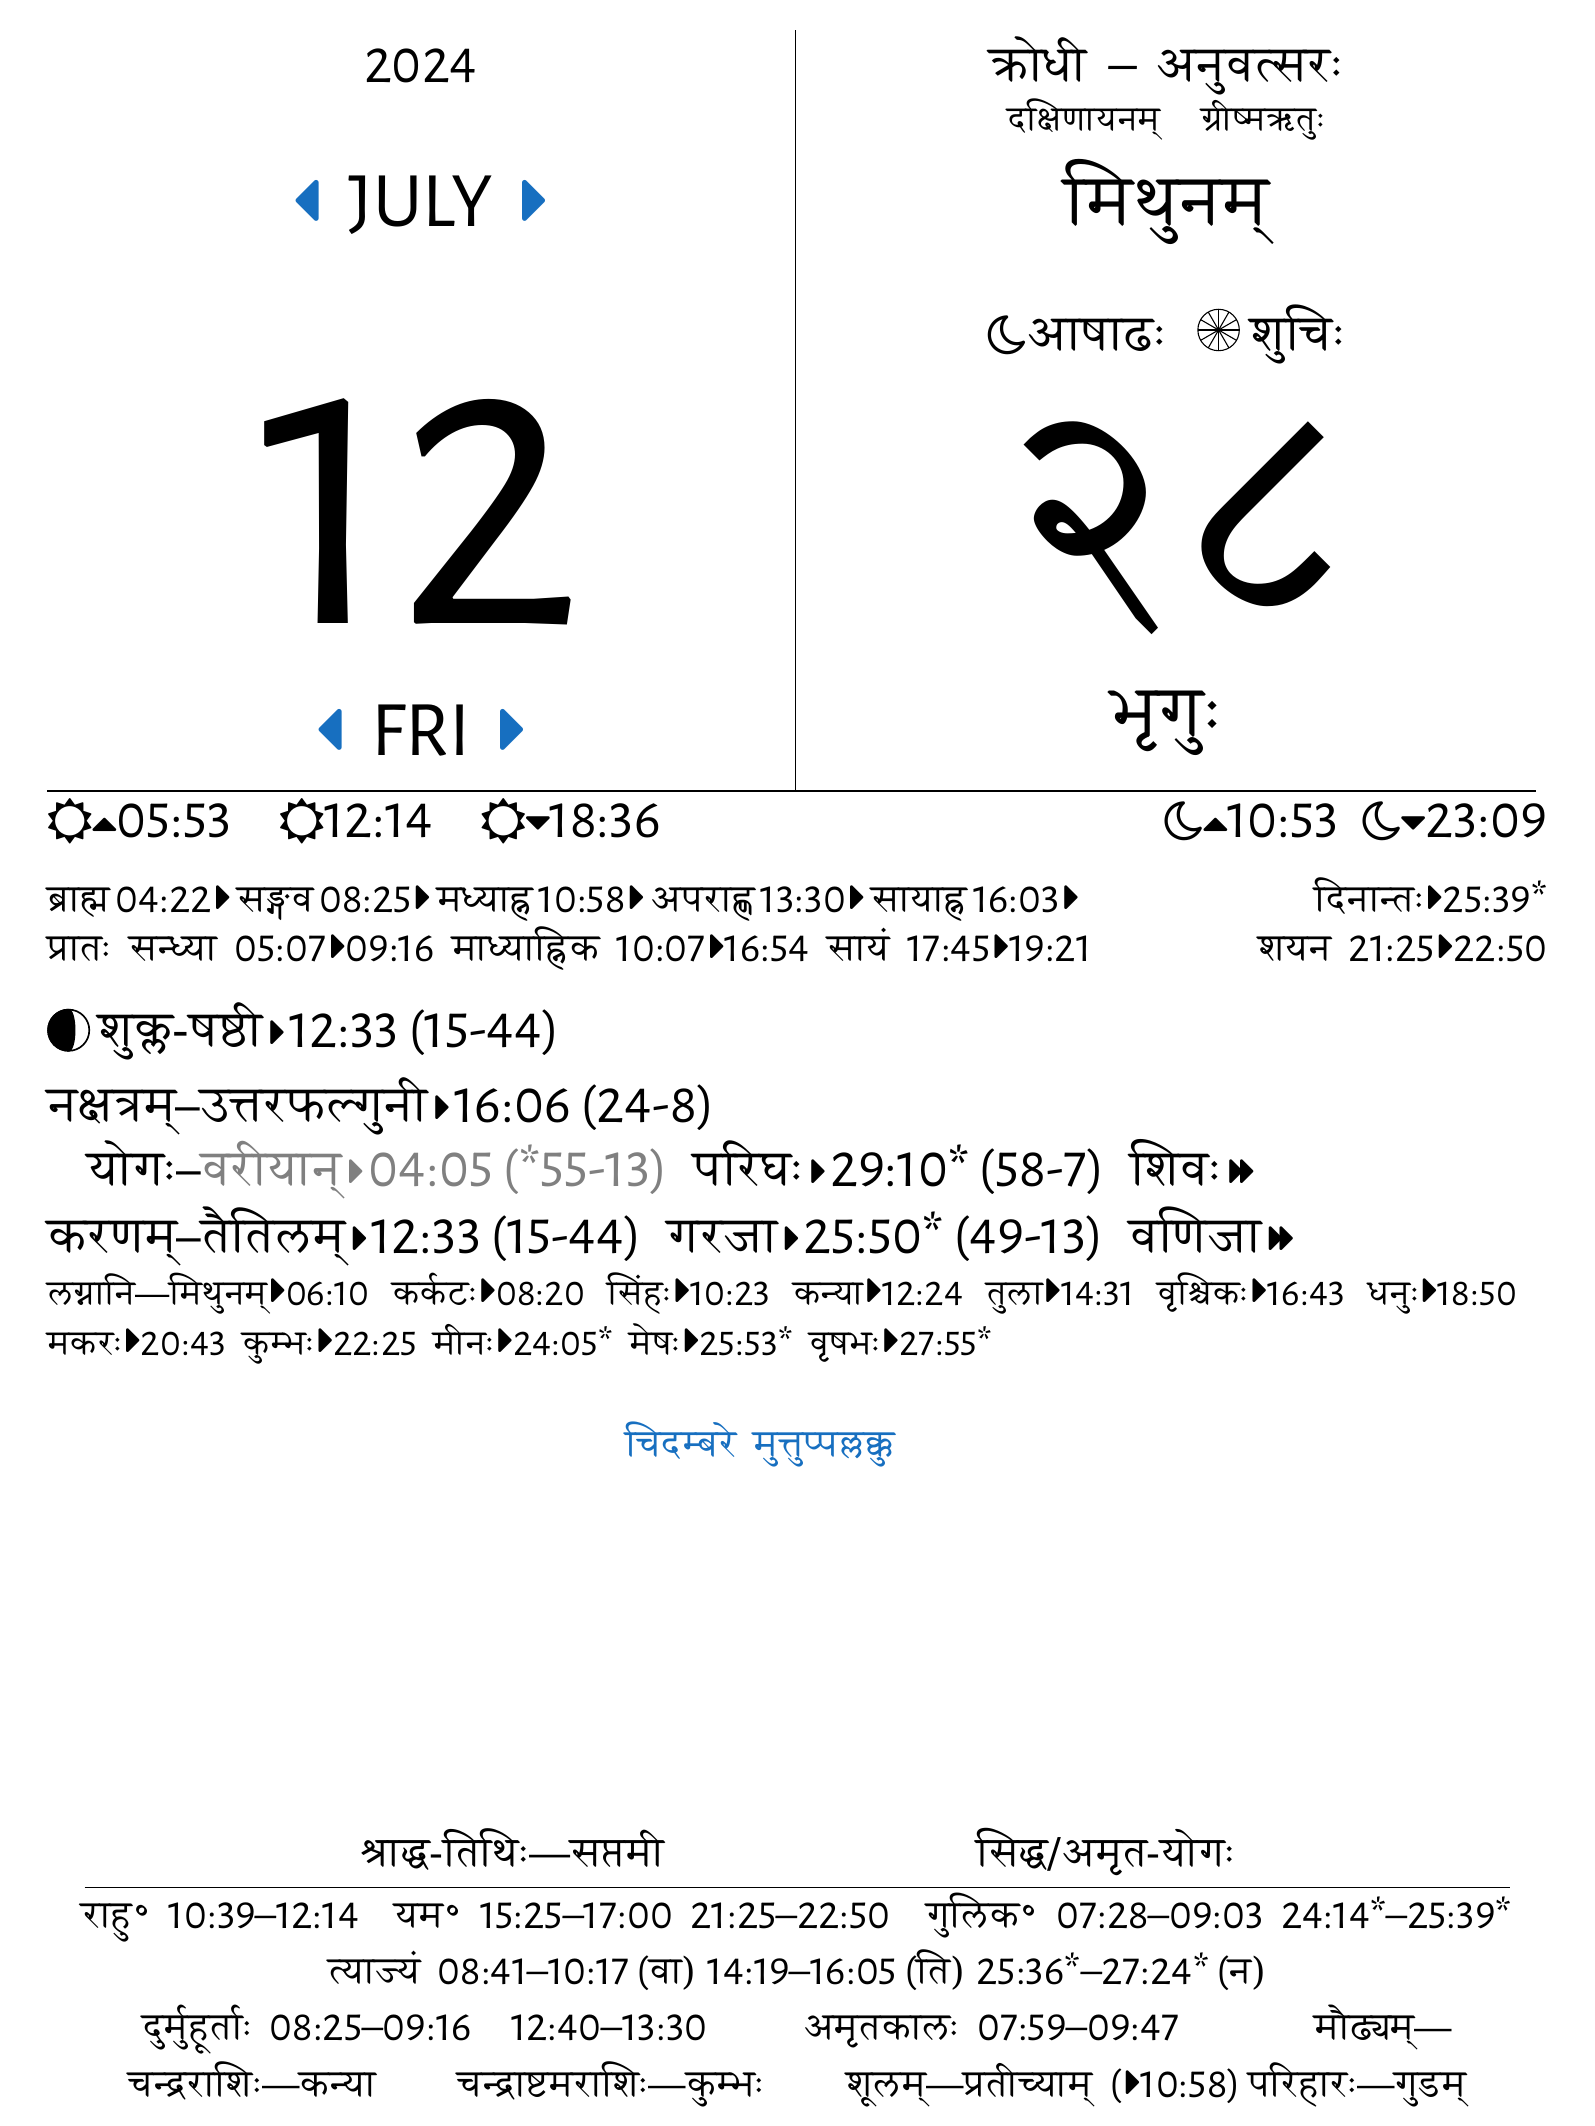 2024
JULY
12
FRI
क्रोधी – अनुवत्सरः
दक्षिणायनम् ग्रीष्मऋतुः
मिथुनम्
आषाढः शुचिः
२८
भृगुः
05:53 12:14 18:36 10:53 23:09
ब्राह्म 04:22 सङ्गव 08:25 मध्याह्न 10:58 अपराह्ण 13:30 सायाह्न 16:03 दिनान्तः 25:39*
प्रातः सन्ध्या 05:07 09:16 माध्याह्निक 10:07 16:54 सायं 17:45 19:21 शयन 21:25 22:50
शुक्ल-षष्ठी 12:33 (15-44)
नक्षत्रम्–उत्तरफल्गुनी 16:06 (24-8)
योगः–वरीयान् 04:05 (*55-13) परिघः 29:10* (58-7) शिवः
करणम्–तैतिलम् 12:33 (15-44) गरजा 25:50* (49-13) वणिजा
लग्नानि—मिथुनम् 06:10 कर्कटः 08:20 सिंहः 10:23 कन्या 12:24 तुला 14:31 वृश्चिकः 16:43 धनुः 18:50
मकरः 20:43 कुम्भः 22:25 मीनः 24:05* मेषः 25:53* वृषभः 27:55*
चिदम्बरे मुत्तुप्पल्लक्कु
श्राद्ध-तिथिः—सप्तमी सिद्ध/अमृत-योगः
राहु॰ 10:39–12:14 यम॰ 15:25–17:00 21:25–22:50 गुलिक॰ 07:28–09:03 24:14*–25:39*
त्याज्यं 08:41–10:17 (वा) 14:19–16:05 (ति) 25:36*–27:24* (न)
दुर्मुहूर्ताः 08:25–09:16 12:40–13:30 अमृतकालः 07:59–09:47 मौढ्यम्—
चन्द्रराशिः—कन्या चन्द्राष्टमराशिः—कुम्भः शूलम्—प्रतीच्याम् (10:58) परिहारः—गुडम्